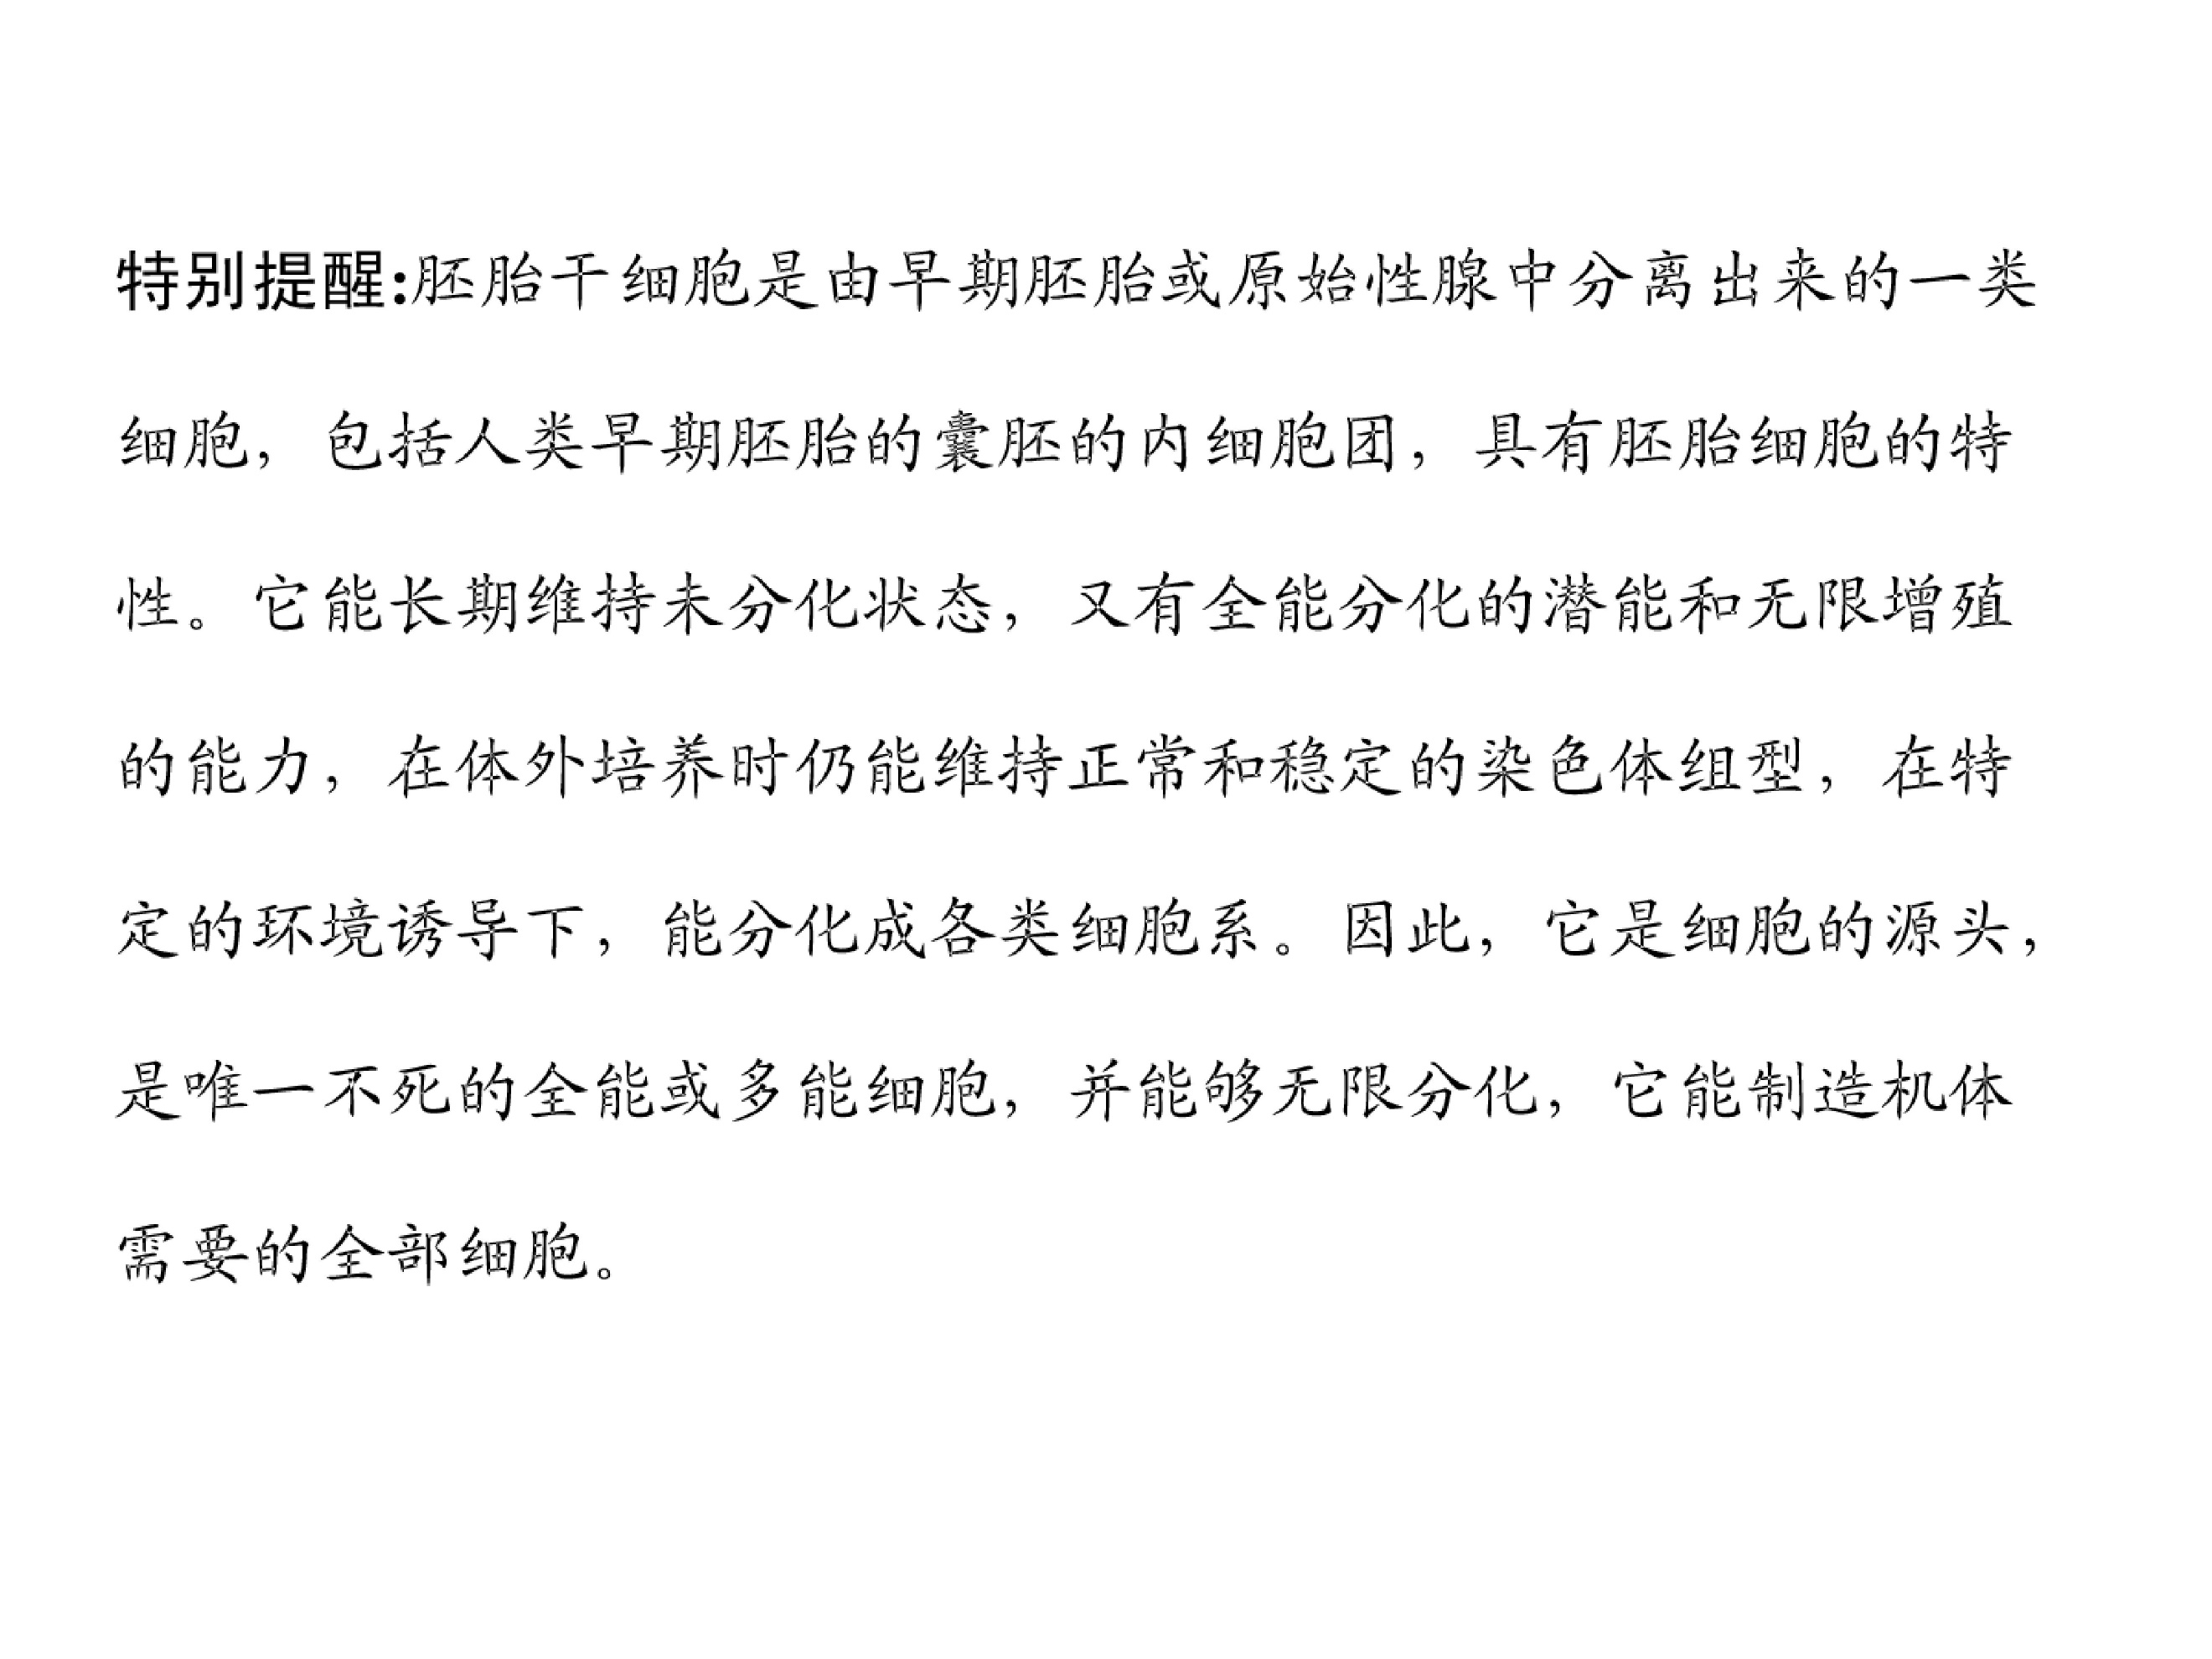 特别提醒:胚胎干细胞是由早期胚胎或原始性腺中分离出来的一类
细胞，包括人类早期胚胎的囊胚的内细胞团，具有胚胎细胞的特
性。它能长期维持未分化状态，又有全能分化的潜能和无限增殖
的能力，在体外培养时仍能维持正常和稳定的染色体组型，在特
定的环境诱导下，能分化成各类细胞系。因此，它是细胞的源头，
是唯一不死的全能或多能细胞，并能够无限分化，它能制造机体
需要的全部细胞。